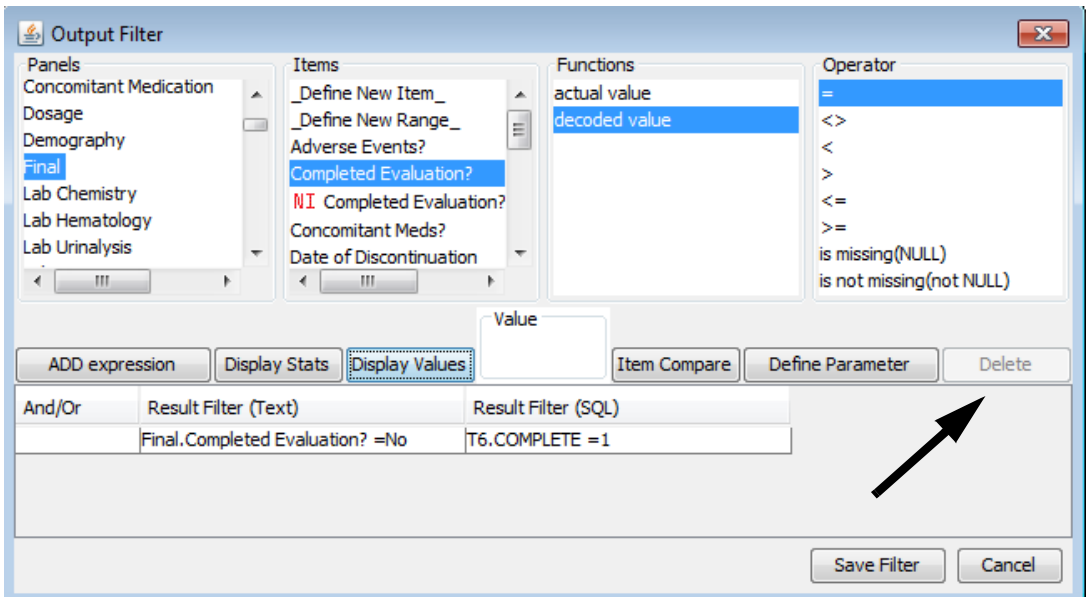 Output Filter
Panels
Concomitant Medication
Dosage
Demography
Final
Lab Chemistry
Lab Hematology
Lab Urinalysis
Items
_Define New Item_
_Define New Range_
Adverse Events?
Completed Evaluation?
NI Completed Evaluation?
Concomitant Meds?
Date of Discontinuation
Functions
actual value
decoded value
Operator
=
<>
<
>
<=
>=
is missing(NULL)
is not missing(not NULL)
Value
ADD expression Display Stats Display Values Item Compare Define Parameter Delete
And/Or Result Filter (Text) Result Filter (SQL)
Final.Completed Evaluation? =No T6.COMPLETE =1
Save Filter Cancel